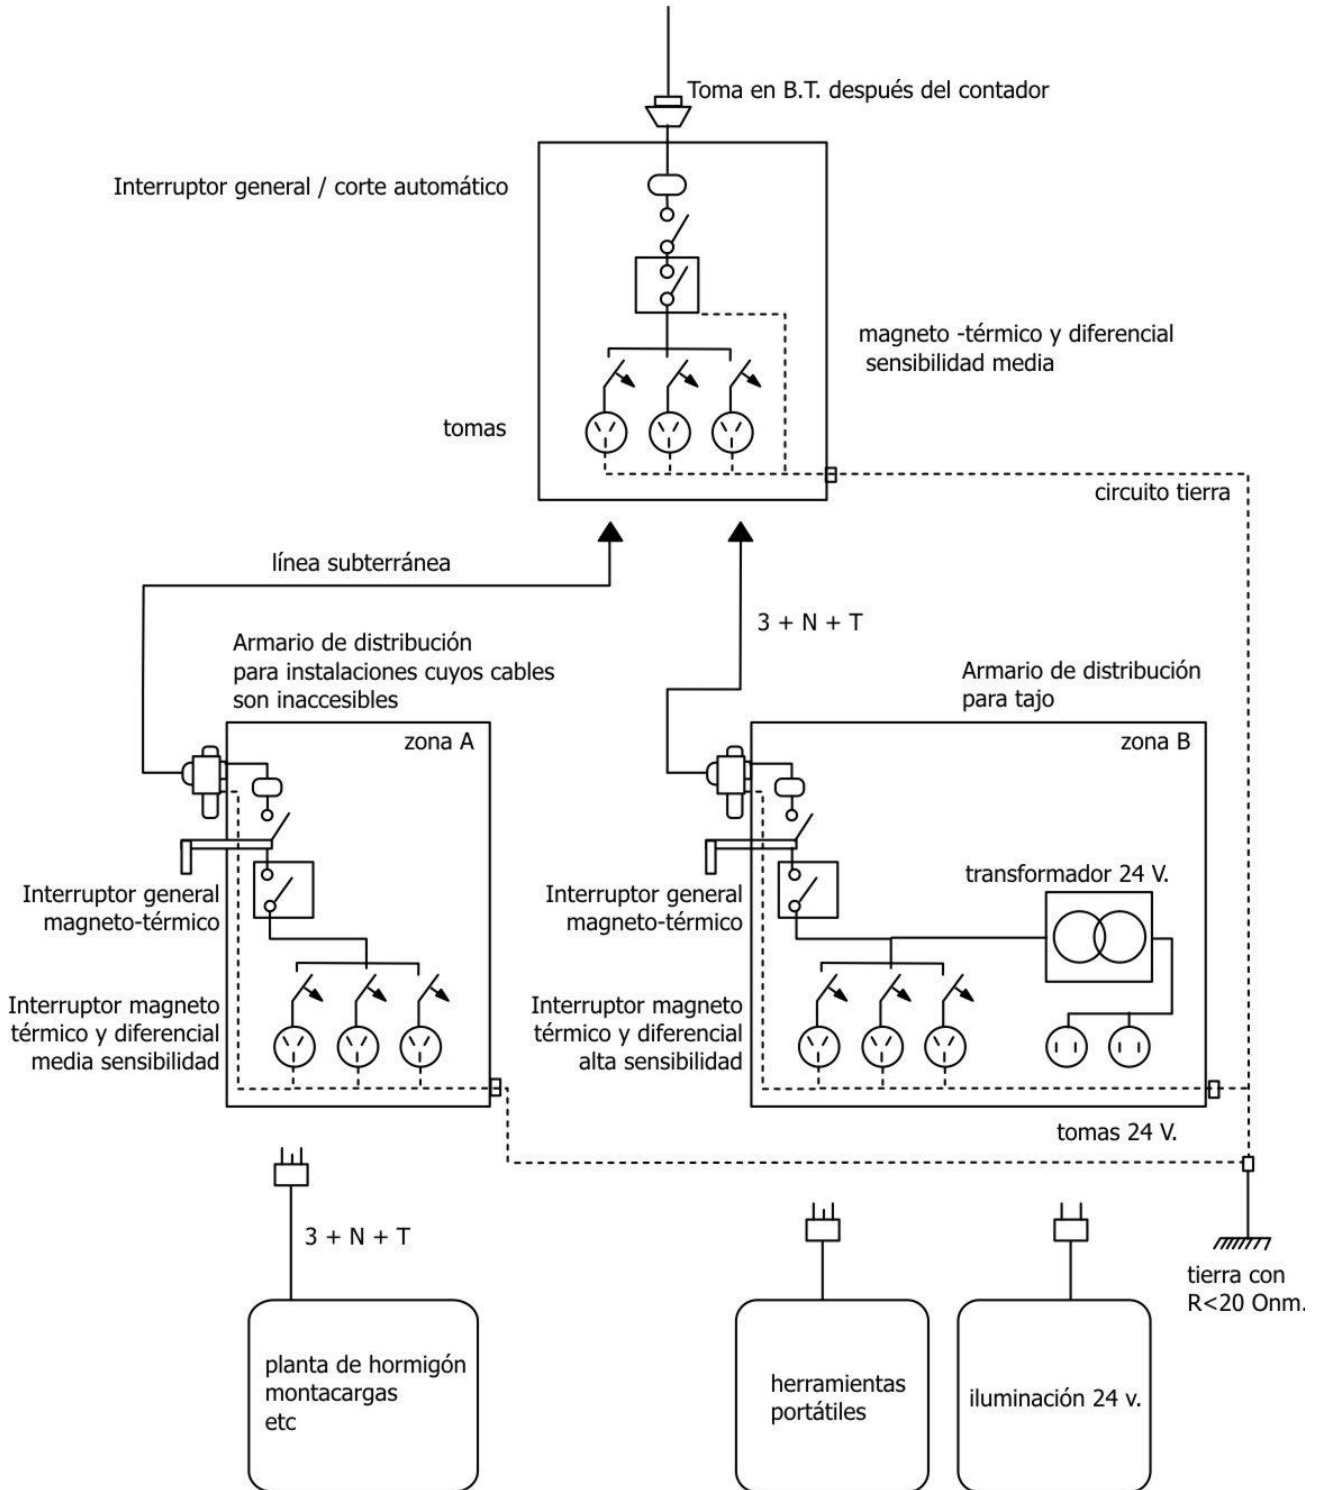 Toma en B.T. después del contador
Interruptor general / corte automático
magneto -térmico y diferencial
sensibilidad media
tomas
circuito tierra
línea subterránea
3 + N + T
Armario de distribución
para instalaciones cuyos cables
son inaccesibles
Armario de distribución
para tajo
zona A
zona B
transformador 24 V.
Interruptor general
magneto-térmico
Interruptor general
magneto-térmico
Interruptor magneto
térmico y diferencial
media sensibilidad
Interruptor magneto
térmico y diferencial
alta sensibilidad
tomas 24 V.
3 + N + T
tierra con
R<20 Onm.
planta de hormigón
montacargas
etc
herramientas
portátiles
iluminación 24 v.